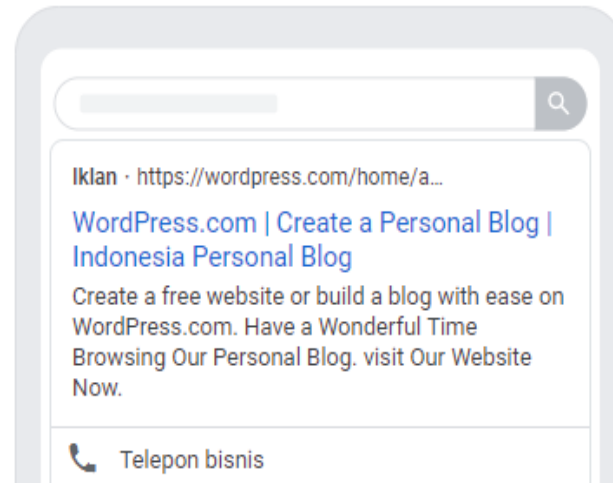 Iklan · https://wordpress.com/home/a...
WordPress.com | Create a Personal Blog |
Indonesia Personal Blog
Create a free website or build a blog with ease on
WordPress.com. Have a Wonderful Time
Browsing Our Personal Blog. visit Our Website
Now.
Telepon bisnis